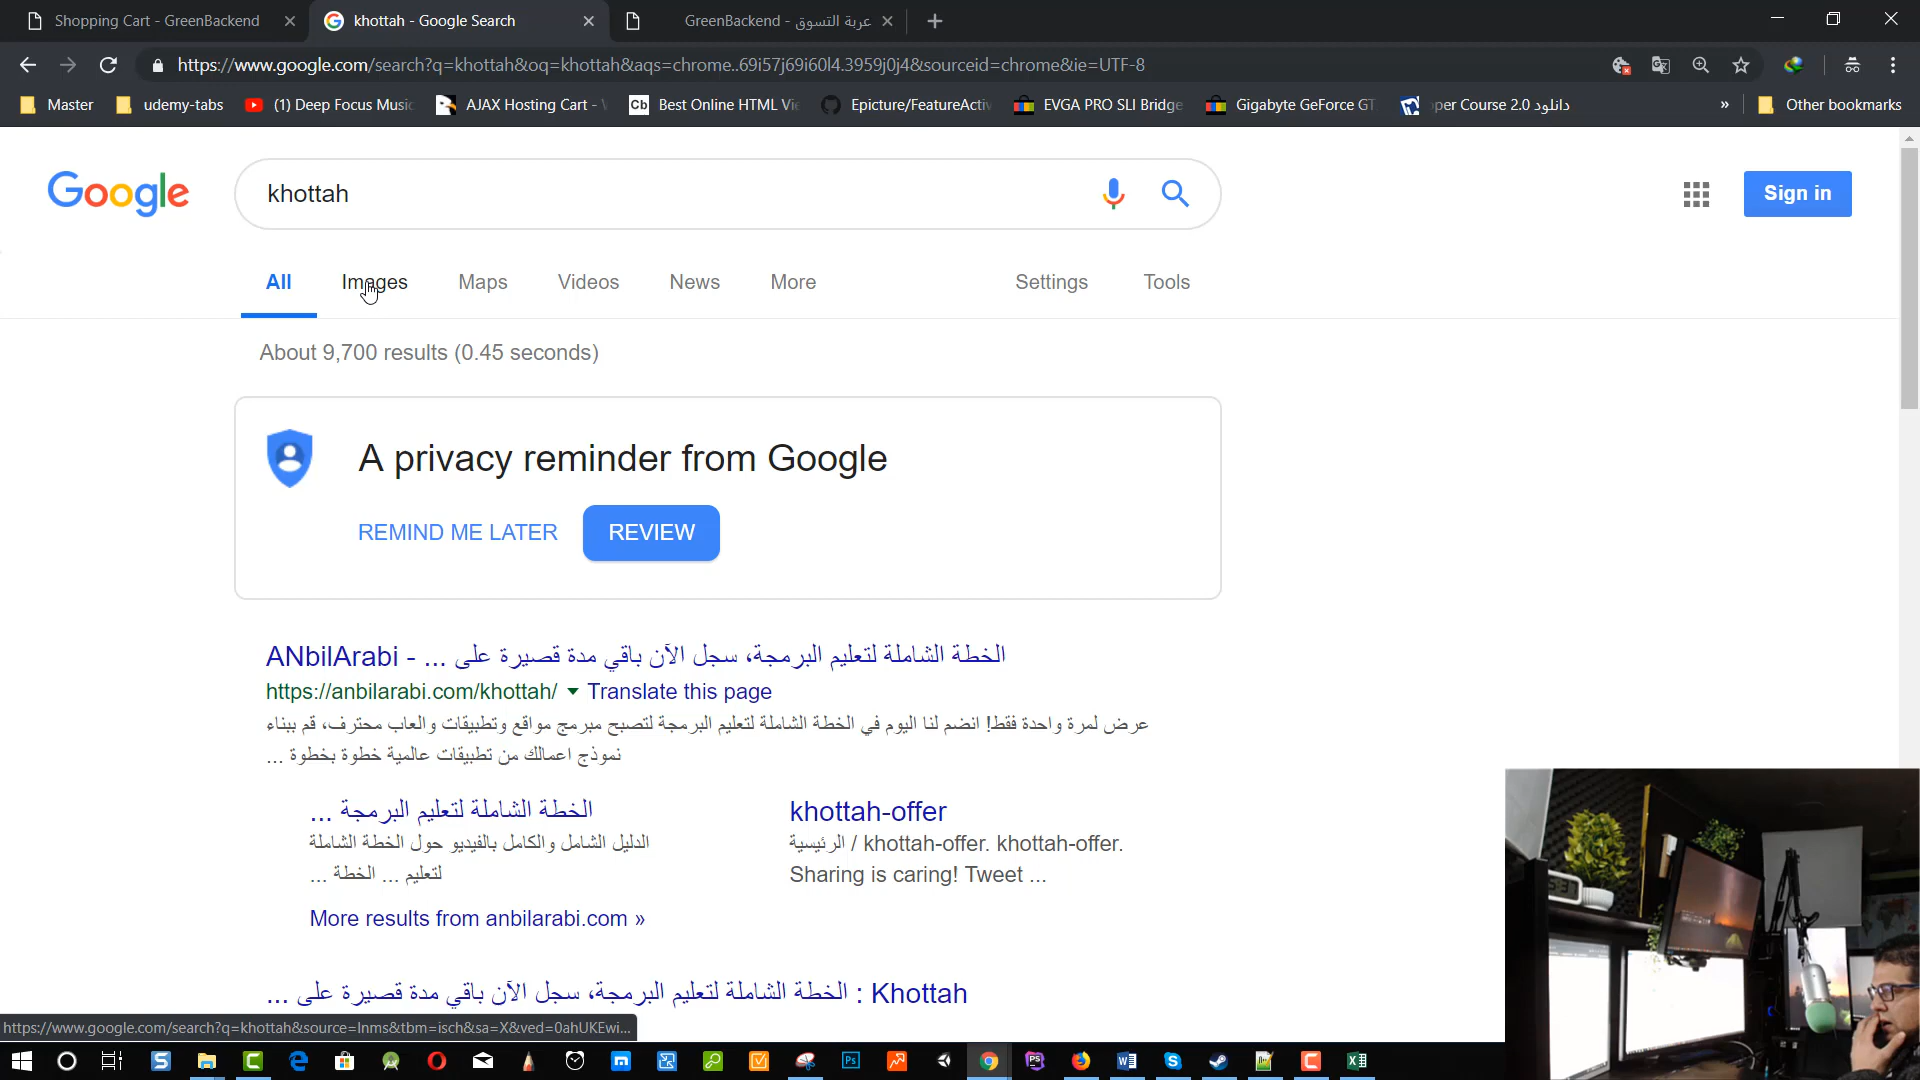 Shopping Cart - GreenBackend
khottah - Google Search
GreenBackend - عربة التسوق
https://www.google.com/search?q=khottah&oq=khottah&aqs=chrome..69i57j69i60l4.3959j0j4&sourceid=chrome&ie=UTF-8
Master
udemy-tabs
(1) Deep Focus Music
AJAX Hosting Cart -
Best Online HTML Vie
Epicture/FeatureActiv
EVGA PRO SLI Bridge
Gigabyte GeForce GT
per Course 2.0 دانلود
»
Other bookmarks
Google
khottah
Sign in
All
Images
Maps
Videos
News
More
Settings
Tools
About 9,700 results (0.45 seconds)
A privacy reminder from Google
REMIND ME LATER
REVIEW
ANbilArabi - ... الخطة الشاملة لتعليم البرمجة، سجل الآن باقي مدة قصيرة على
https://anbilarabi.com/khottah/ Translate this page
عرض لمرة واحدة فقط! انضم لنا اليوم في الخطة الشاملة لتعليم البرمجة لتصبح مبرمج مواقع وتطبيقات والعاب محترف، قم ببناء
نموذج اعمالك من تطبيقات عالمية خطوة بخطوة ...
الخطة الشاملة لتعليم البرمجة ...
الدليل الشامل والكامل بالفيديو حول الخطة الشاملة
لتعليم ... الخطة ...
khottah-offer
الرئيسية / khottah-offer. khottah-offer.
Sharing is caring! Tweet ...
More results from anbilarabi.com »
... الخطة الشاملة لتعليم البرمجة، سجل الآن باقي مدة قصيرة على : Khottah
https://www.google.com/search?q=khottah&source=lnms&tbm=isch&sa=X&ved=0ahUKEwi...